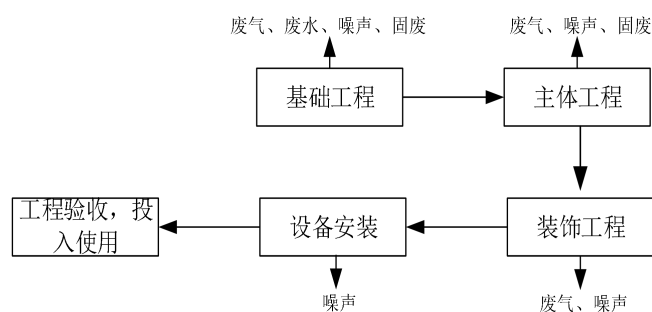 废气、废水、噪声、固废
废气、噪声、固废
基础工程
主体工程
工程验收，投
入使用
设备安装
装饰工程
噪声
废气、噪声